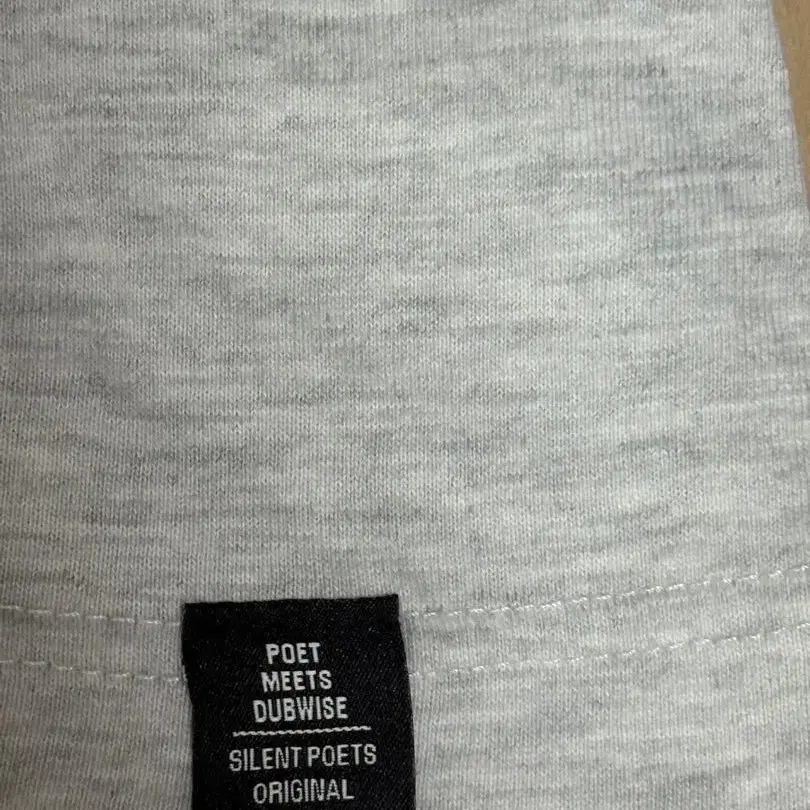 POET
MEETS
DUBWISE
SILENT POETS
ORIGINAL